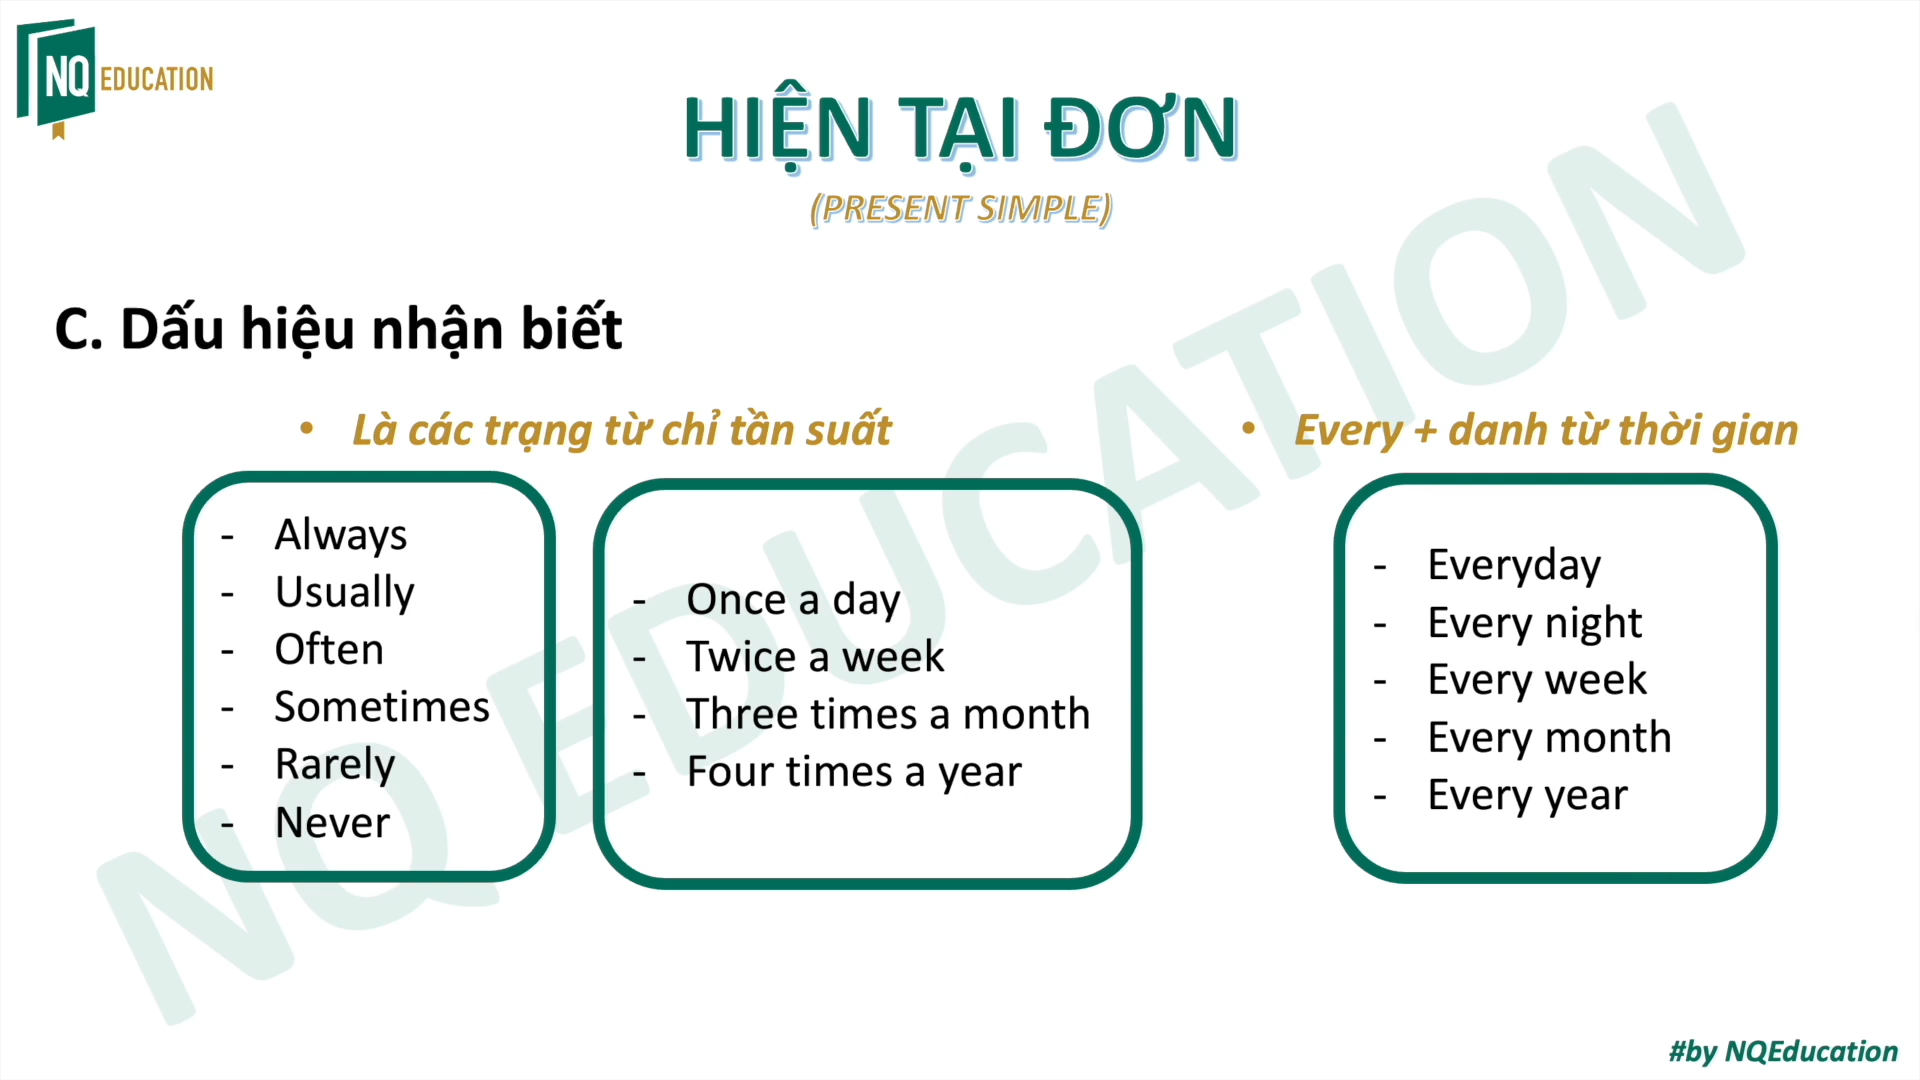 NQ EDUCATION
HIỆN TẠI ĐƠN
(PRESENT SIMPLE)
C. Dấu hiệu nhận biết
• Là các trạng từ chỉ tần suất
- Always
- Usually
- Often
- Sometimes
- Rarely
- Never
- Once a day
- Twice a week
- Three times a month
- Four times a year
• Every + danh từ thời gian
- Everyday
- Every night
- Every week
- Every month
- Every year
NQ EDUCATION
#by NQEducation